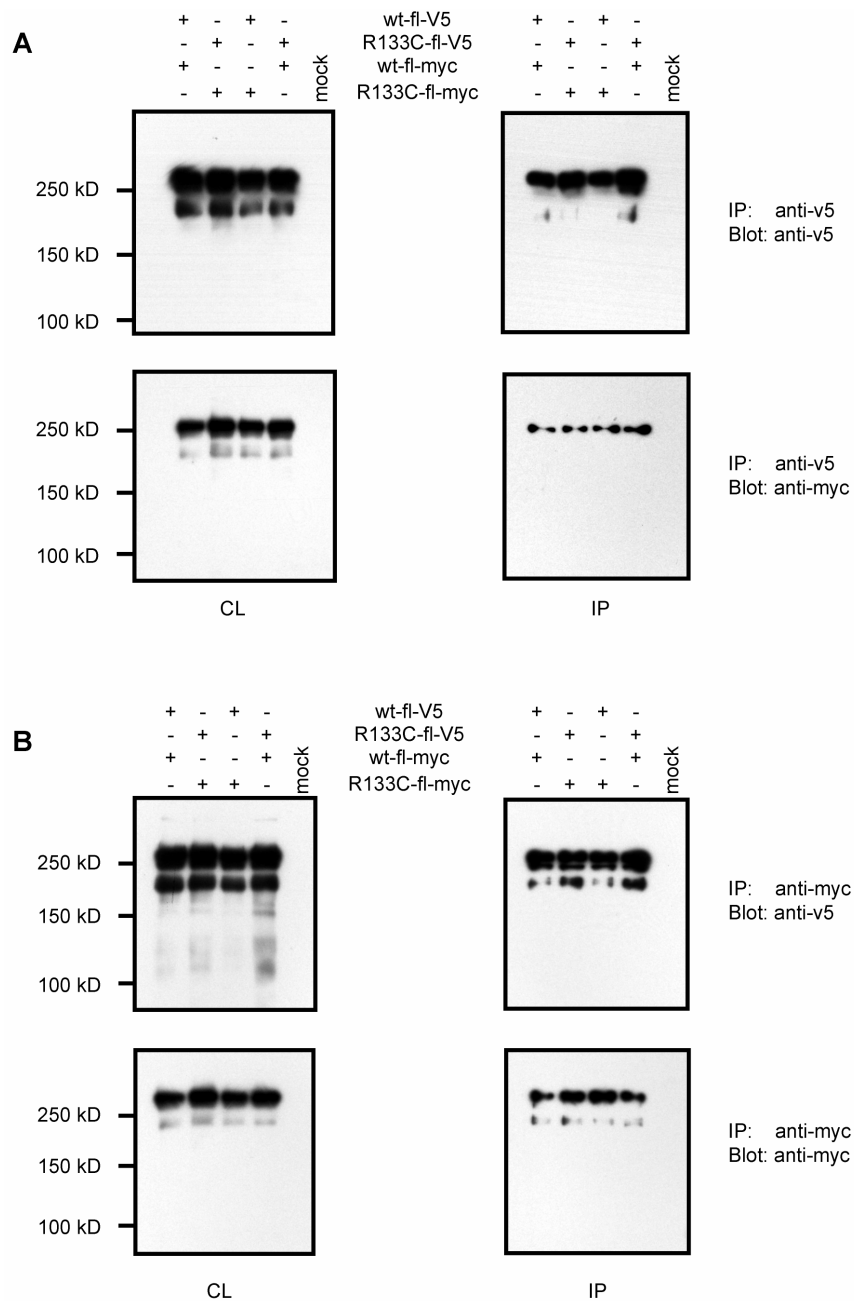 A
+ - + - wt-fl-V5 + - + -
- + - + R133C-fl-V5 - + - +
+ - - + wt-fl-myc + - - +
- + + - R133C-fl-myc - + + -
mock
mock
250 kD
150 kD
100 kD
IP: anti-v5
Blot: anti-v5
250 kD
150 kD
100 kD
IP: anti-v5
Blot: anti-myc
CL
IP
B
+ - + - wt-fl-V5 + - + -
- + - + R133C-fl-V5 - + - +
+ - - + wt-fl-myc + - - +
- + + - R133C-fl-myc - + + -
mock
mock
250 kD
150 kD
100 kD
IP: anti-myc
Blot: anti-v5
250 kD
150 kD
100 kD
IP: anti-myc
Blot: anti-myc
CL
IP